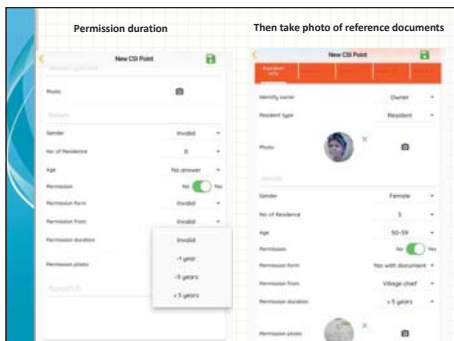 Permission duration
Then take photo of reference documents
New CSI Point
Photo
Gender Invalid
No. of Residence 0
Age No answer
Permission No Yes
Permission form Invalid
Permission from Invalid
Permission duration
Invalid
~1 year
~5 years
> 5 years
Permission photo
New CSI Point
Identify owner Owner
Resident type Resident
Photo
Gender Female
No. of Residence 5
Age 50-59
Permission No Yes
Permission form Yes with document
Permission from Village chief
Permission duration > 5 years
Permission photo